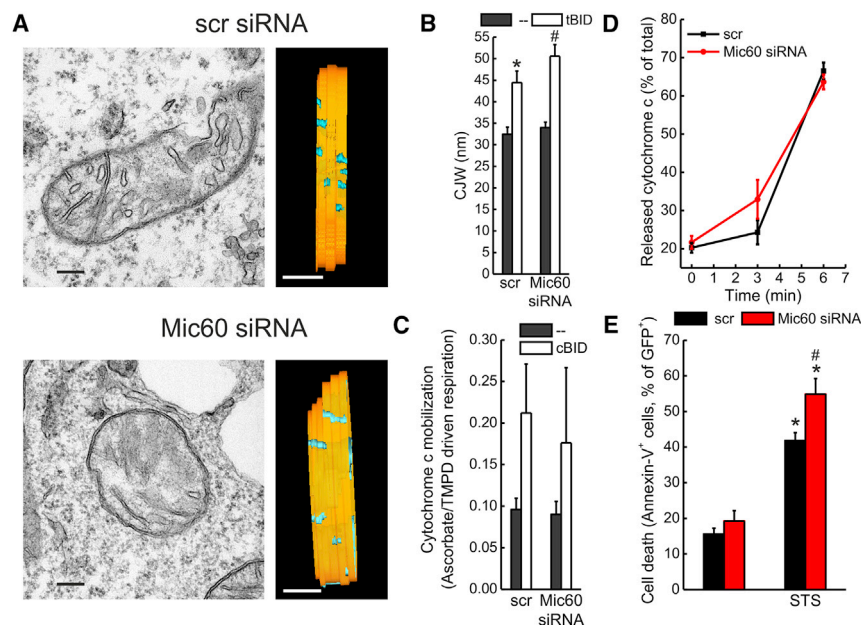 A
scr siRNA
Mic60 siRNA
B
-- tBID
CJW (nm)
55
50
45
40
35
30
25
20
15
10
5
0
*
#
scr Mic60
siRNA
C
--
cBID
Cytochrome c mobilization
(Ascorbate/TMPD driven respiration)
0.30
0.25
0.20
0.15
0.10
0.05
0.00
scr Mic60
siRNA
D
scr
Mic60 siRNA
Released cytochrome c (% of total)
80
70
60
50
40
30
20
0 1 2 3 4 5 6 7
Time (min)
E
scr Mic60 siRNA
Cell death (Annexin-V+ cells, % of GFP+)
70
60
50
40
30
20
10
0
*
#
*
STS